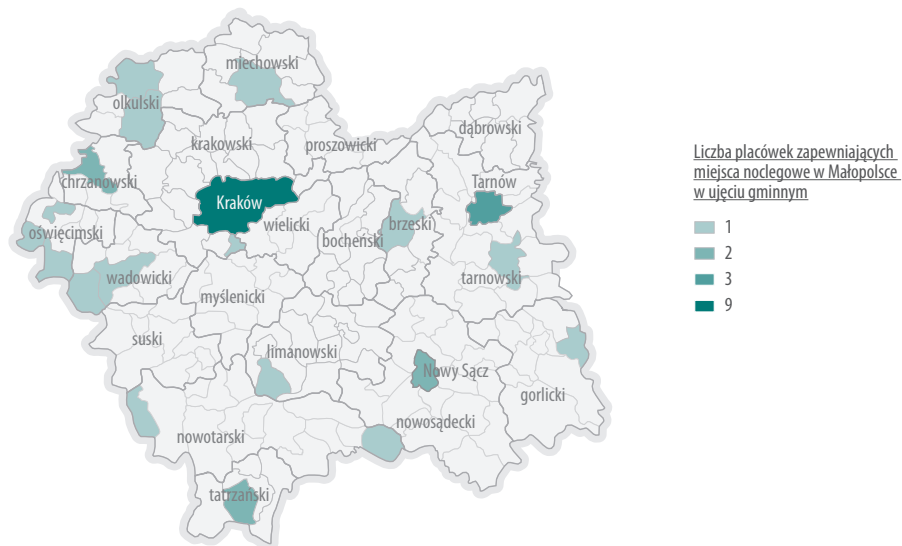 miechowski
olkulski
dąbrowski
krakowski
proszowicki
chrzanowski
Tarnów
Kraków
oświęcimski
wielicki
bocheński
brzeski
wadowicki
tarnowski
myślenicki
suski
limanowski
Nowy Sącz
gorlicki
nowotarski
nowosądecki
tatrzański
Liczba placówek zapewniających
miejsca noclegowe w Małopolsce
w ujęciu gminnym
1
2
3
9